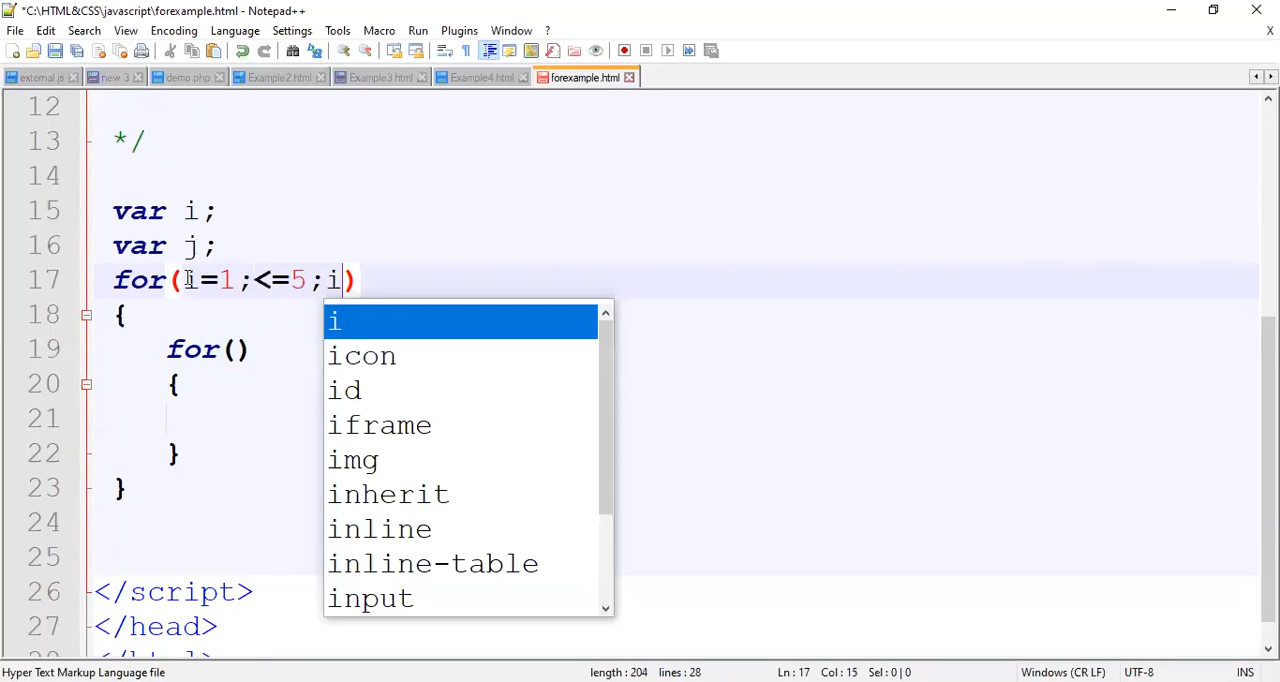 *C:\HTML&CSS\javascript\forexample.html - Notepad++
File Edit Search View Encoding Language Settings Tools Macro Run Plugins Window ? X
external.js new 3 demo php Example2 html Example3.html Example4.html forexample.html
12
13 */
14
15 var i;
16 var j;
17 for(i=1;<=5;i)
18 {
i
19 for()
icon
20 {
id
21
iframe
22 }
img
23 }
inherit
24
inline
25
inline-table
26 </script>
input
27 </head>
Hyper Text Markup Language file length : 204 lines : 28 Ln : 17 Col : 15 Sel : 0 | 0 Windows (CR LF) UTF-8 INS